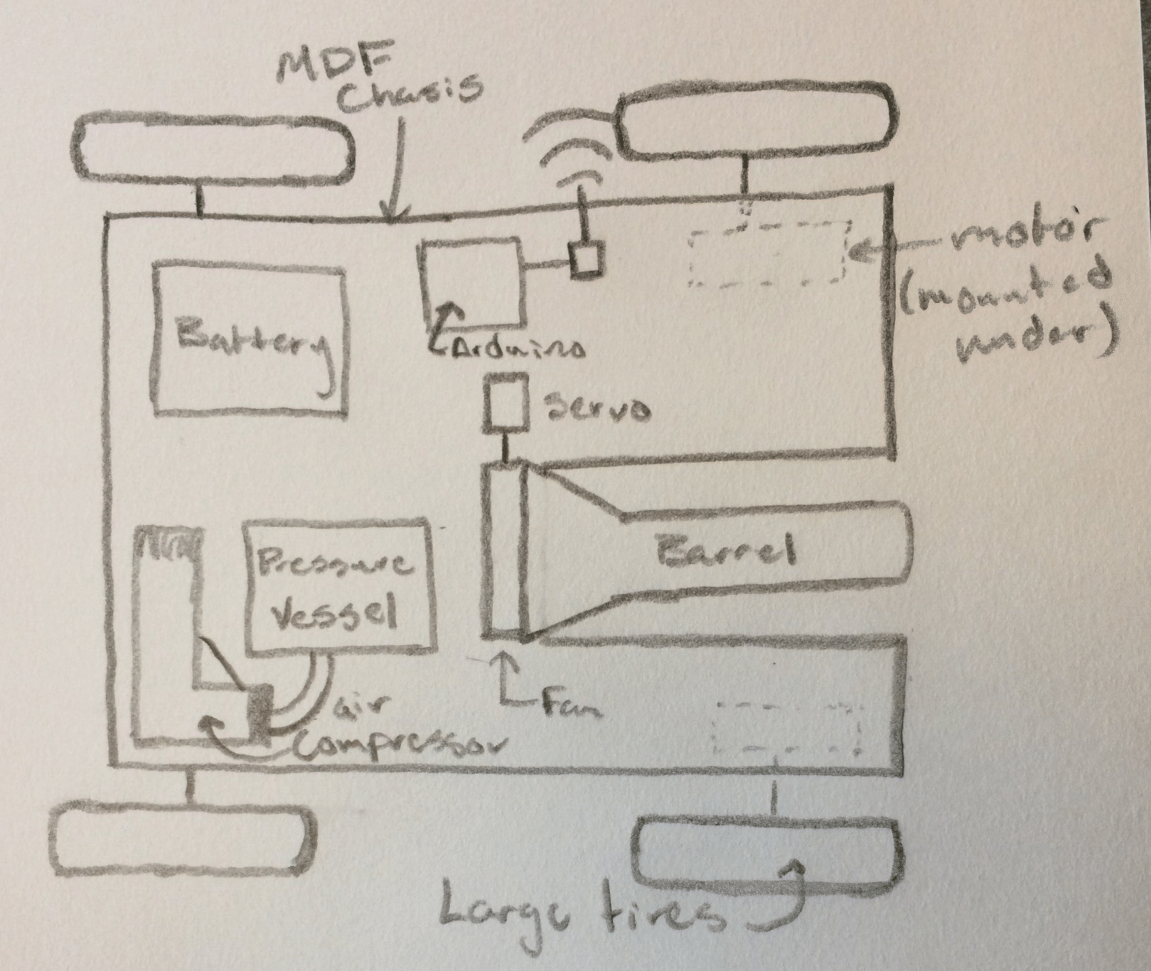 MDF
Chasis
motor
(mounted
under)
Battery
Arduino
Servo
Barrel
Pressure
Vessel
Fan
air
compressor
Large tires